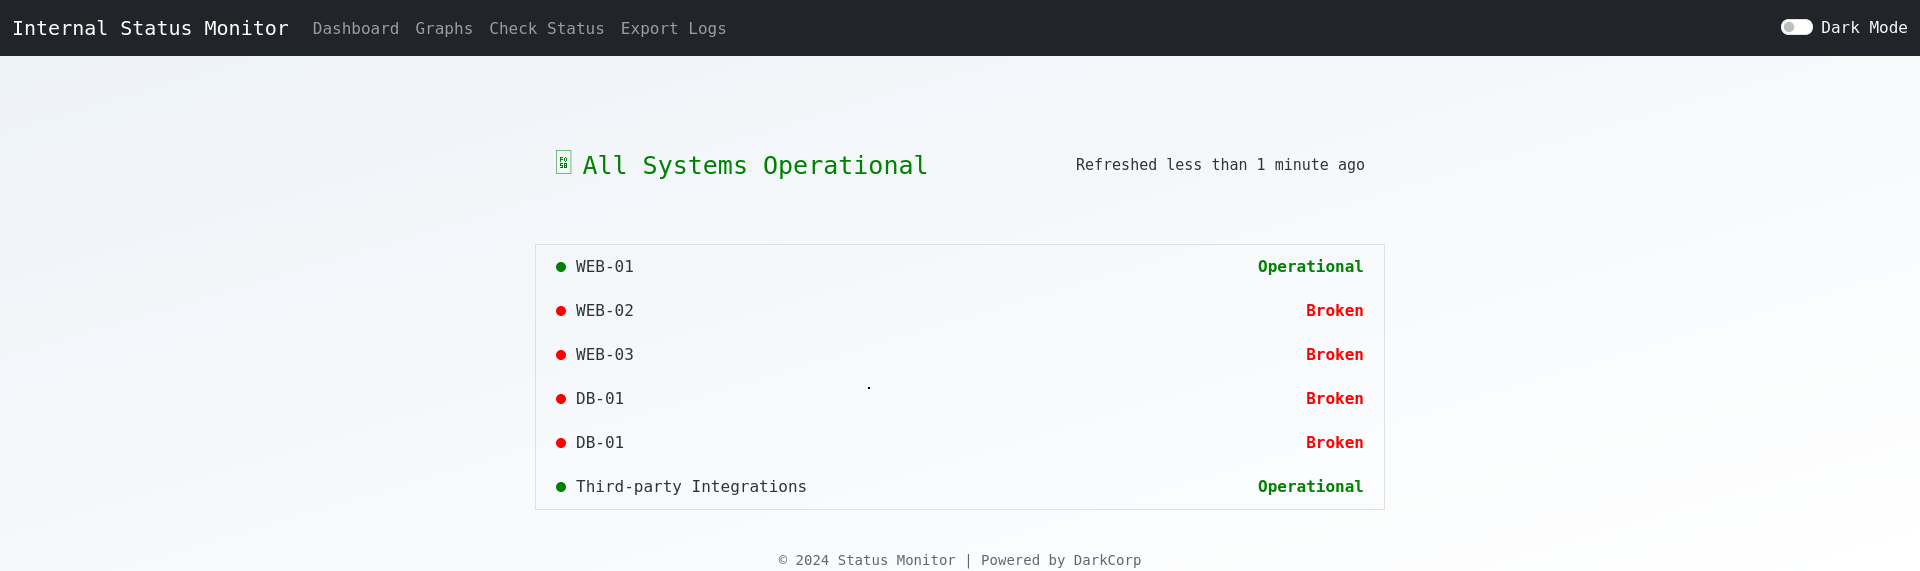 Internal Status Monitor Dashboard Graphs Check Status Export Logs Dark Mode
All Systems Operational Refreshed less than 1 minute ago
WEB-01 Operational
WEB-02 Broken
WEB-03 Broken
DB-01 Broken
DB-01 Broken
Third-party Integrations Operational
© 2024 Status Monitor | Powered by DarkCorp